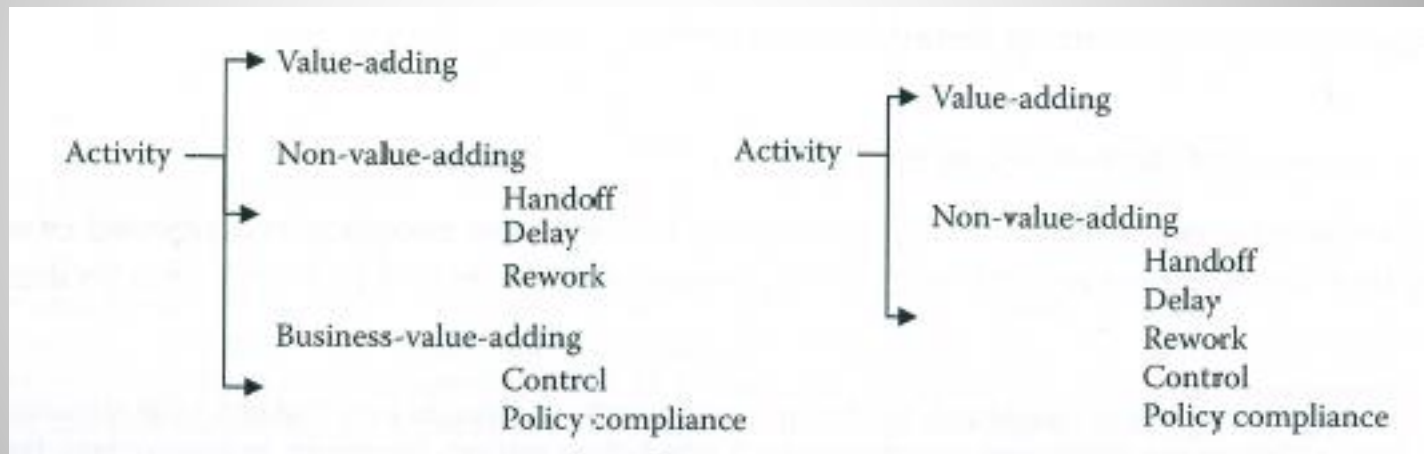 Activity
Value-adding
Non-value-adding
Handoff
Delay
Rework
Business-value-adding
Control
Policy compliance
Activity
Value-adding
Non-value-adding
Handoff
Delay
Rework
Control
Policy compliance